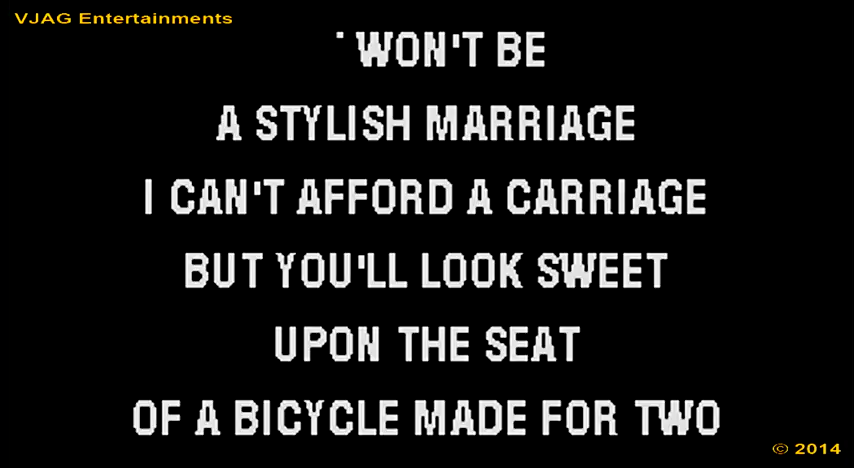 VJAG Entertainments
WON'T BE
A STYLISH MARRIAGE
I CAN'T AFFORD A CARRIAGE
BUT YOU'LL LOOK SWEET
UPON THE SEAT
OF A BICYCLE MADE FOR TWO
© 2014